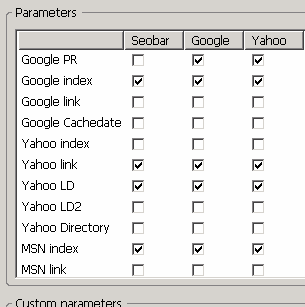 Parameters
Seobar Google Yahoo
Google PR
Google index
Google link
Google Cachedate
Yahoo index
Yahoo link
Yahoo LD
Yahoo LD2
Yahoo Directory
MSN index
MSN link
Custom parameters